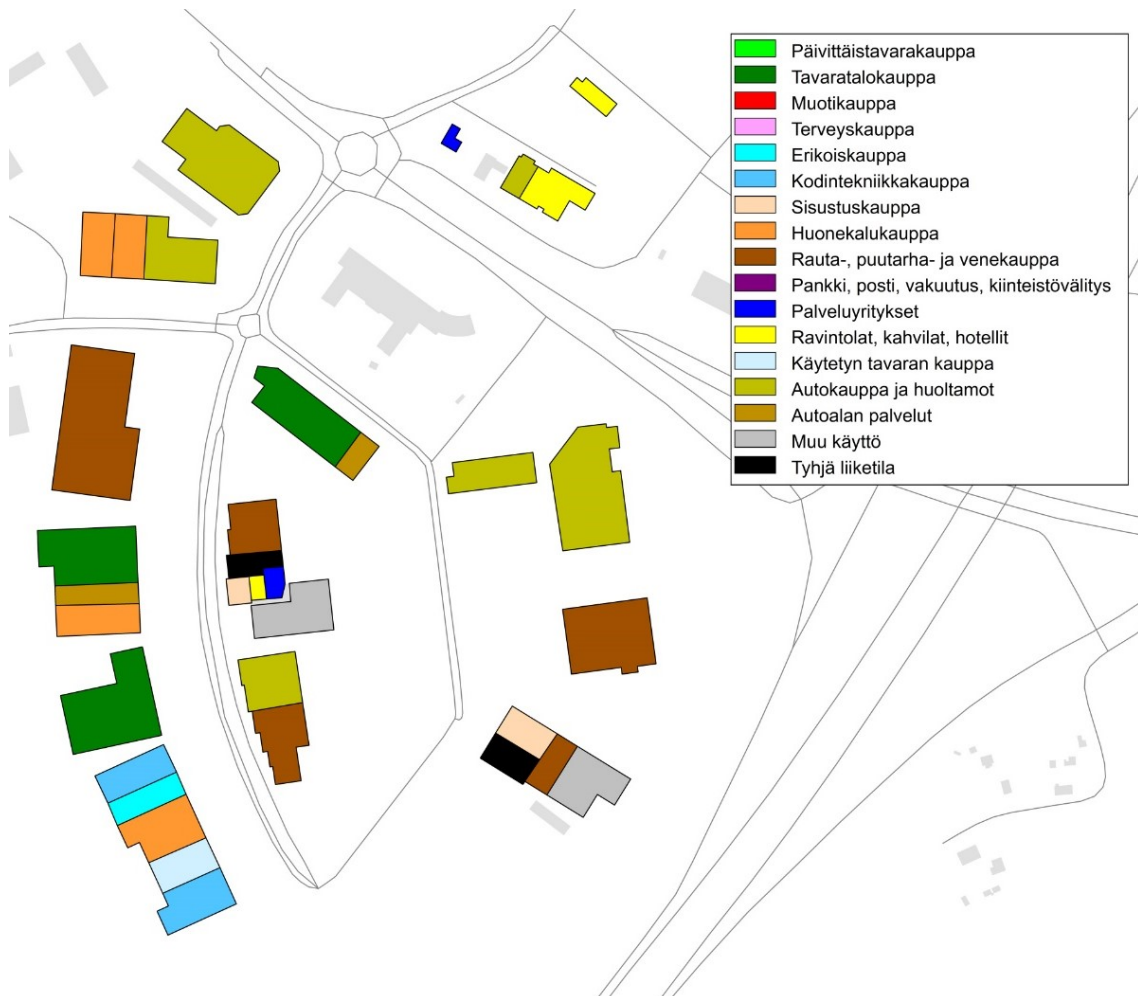 Päivittäistavarakauppa
Tavaratalokauppa
Muotikauppa
Terveyskauppa
Erikoiskauppa
Kodintekniikkakauppa
Sisustuskauppa
Huonekalukauppa
Rauta-, puutarha- ja venekauppa
Pankki, posti, vakuutus, kiinteistövälitys
Palveluyritykset
Ravintolat, kahvilat, hotellit
Käytetyn tavaran kauppa
Autokauppa ja huoltamot
Autoalan palvelut
Muu käyttö
Tyhjä liiketila